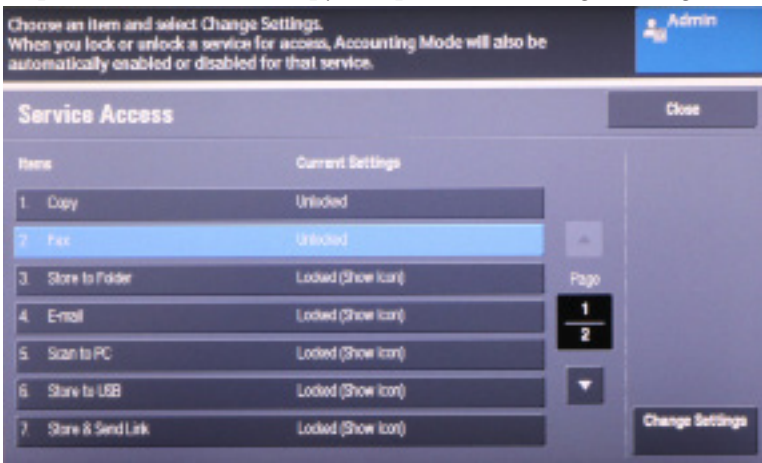 Choose an item and select Change Settings.
When you lock or unlock a service for access, Accounting Mode will also be
automatically enabled or disabled for that service.
Admin
Service Access
Close
Items Current Settings
1. Copy Unlocked
2. Fax Unlocked
3. Store to Folder Locked (Show Icon)
Page
4. E-mail Locked (Show Icon)
1
2
5. Scan to PC Locked (Show Icon)
6. Store to USB Locked (Show Icon)
7. Store & Send Link Locked (Show Icon)
Change Settings